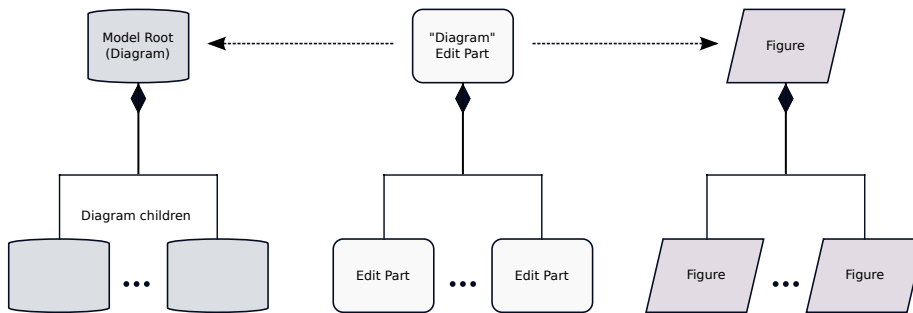 Model Root
(Diagram)
"Diagram"
Edit Part
Figure
Diagram children
Edit Part
Edit Part
Figure
Figure